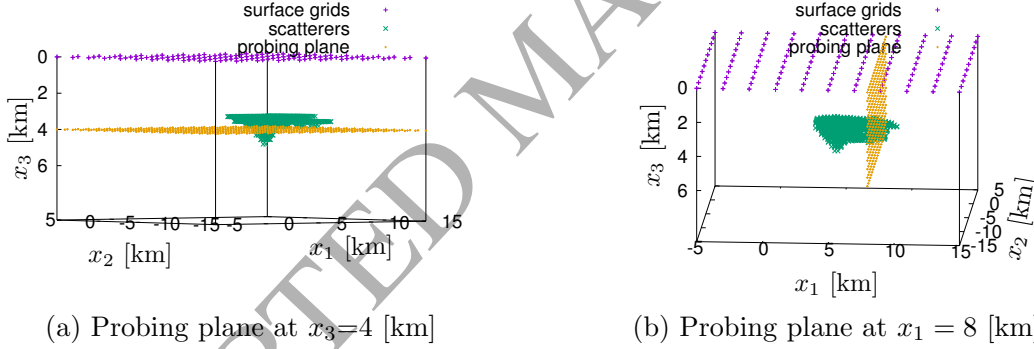 surface grids
scatterers
probing plane
0
2
4
6
x3 [km]
5 0 -5 -10 -15 -5 0 5 10 15
x2 [km] x1 [km]
(a) Probing plane at x3=4 [km]
surface grids
scatterers
probing plane
0
2
4
6
x3 [km]
-5 0 5 10 15
x1 [km]
5
0
-5
-10
-15
x2 [km]
(b) Probing plane at x1 = 8 [km]
RTED MA